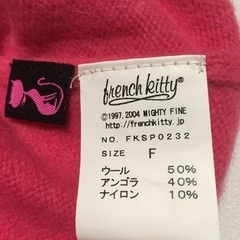 french kitty
©1997, 2004 MIGHTY FINE
http://frenchkitty.jp/
NO. FKSP0232
SIZE F
ウール 50%
アンゴラ 40%
ナイロン 10%